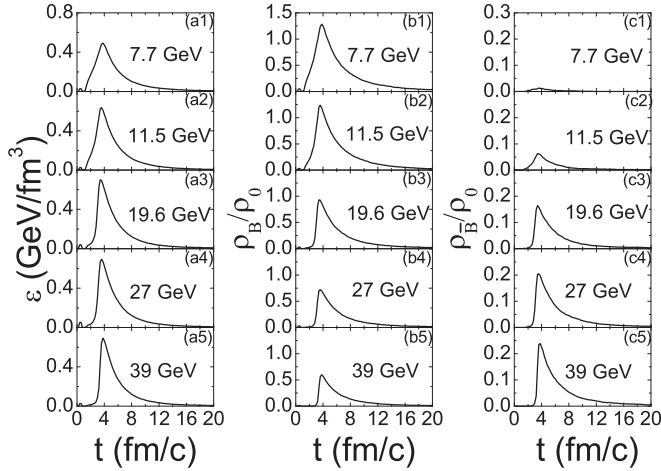 ε (GeV/fm³)
0.8 (a1) 7.7 GeV
0.4
0.0
(a2) 11.5 GeV
0.6
0.3
0.0
(a3) 19.6 GeV
0.6
0.3
0.0
(a4) 27 GeV
0.6
0.3
0.0
(a5) 39 GeV
0.6
0.3
0.0
0 4 8 12 16 20
t (fm/c)
ρB/ρ0
1.5 (b1) 7.7 GeV
1.0
0.5
0.0
(b2) 11.5 GeV
1.0
0.5
0.0
(b3) 19.6 GeV
1.0
0.5
0.0
1.5 (b4) 27 GeV
1.0
0.5
0.0
1.5 (b5) 39 GeV
1.0
0.5
0.0
0 4 8 12 16 20
t (fm/c)
ρB̄/ρ0
0.3 (c1) 7.7 GeV
0.2
0.1
0.0
(c2) 11.5 GeV
0.2
0.1
0.0
(c3) 19.6 GeV
0.2
0.1
0.0
(c4) 27 GeV
0.2
0.1
0.0
0.3 (c5) 39 GeV
0.2
0.1
0.0
0 4 8 12 16 20
t (fm/c)